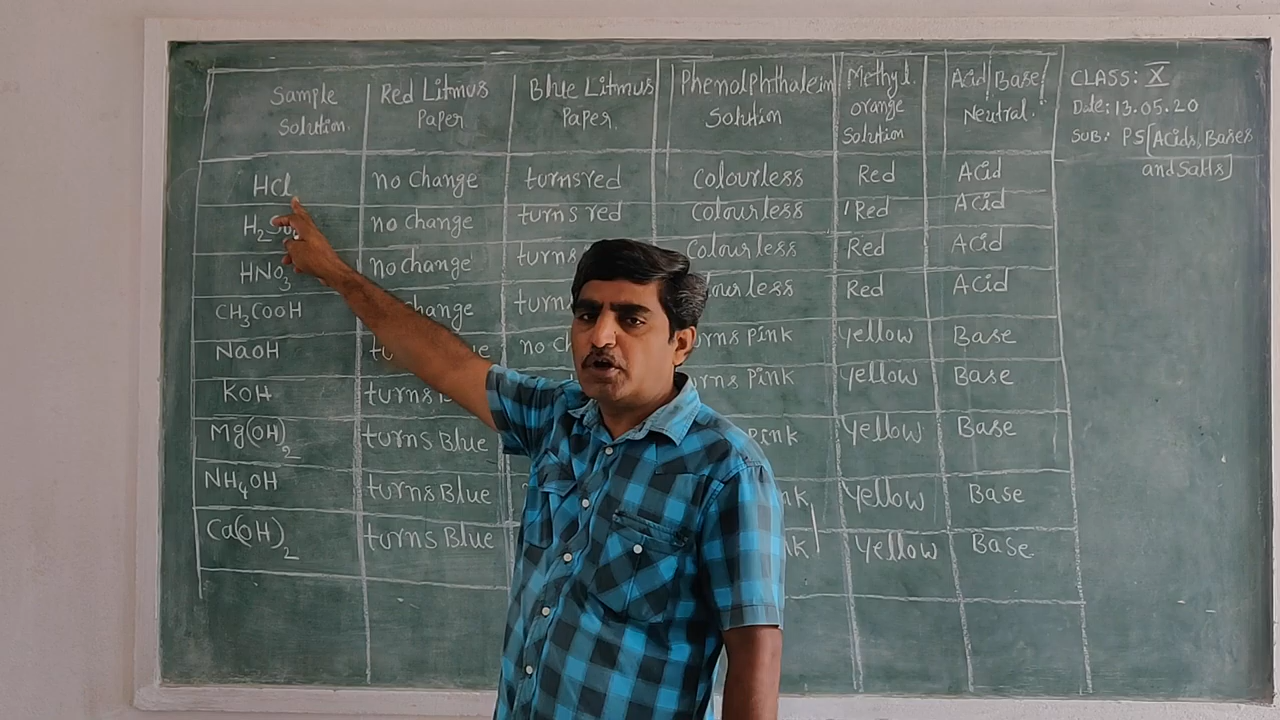 Sample Solution. Red Litmus Paper Blue Litmus Paper. Phenolphthalein Solution Methyl. orange Solution Acid/Base/ Neutral.
HCl no change turns red colourless Red Acid
H2 no change turns red colourless Red Acid
HNO3 no change turns colourless Red Acid
CH3COOH change Red Acid
NaOH no Pink yellow Base
KOH turns Pink yellow Base
Mg(OH)2 turns Blue Pink yellow Base
NH4OH turns Blue yellow Base
Ca(OH)2 turns Blue yellow Base
CLASS: X
Date: 13.05.20
SUB: PS[Acids, Bases
and Salts]